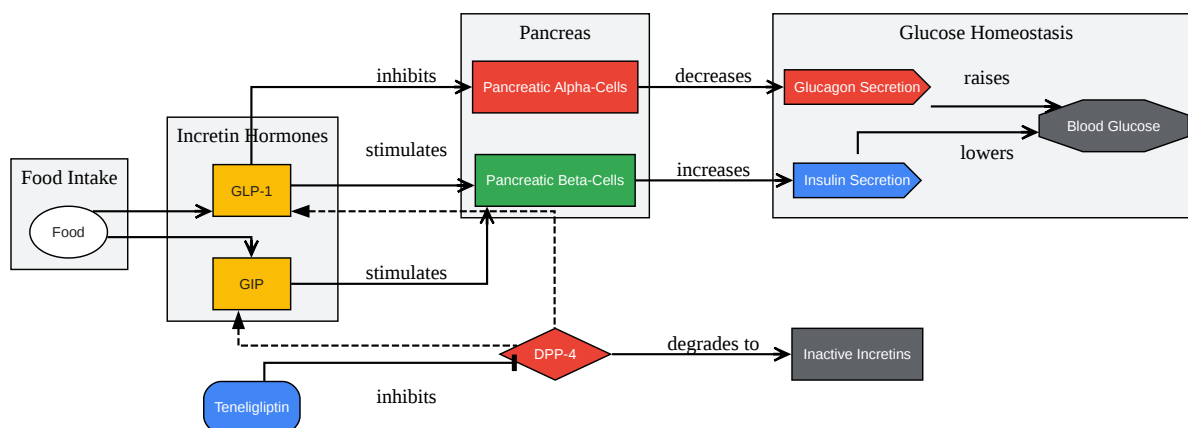 Pancreas
Glucose Homeostasis
inhibits
Pancreatic Alpha-Cells
decreases
Glucagon Secretion
raises
Incretin Hormones
Blood Glucose
stimulates
lowers
Food Intake
GLP-1
Pancreatic Beta-Cells
increases
Insulin Secretion
Food
GIP
stimulates
DPP-4
degrades to
Inactive Incretins
Teneligliptin
inhibits